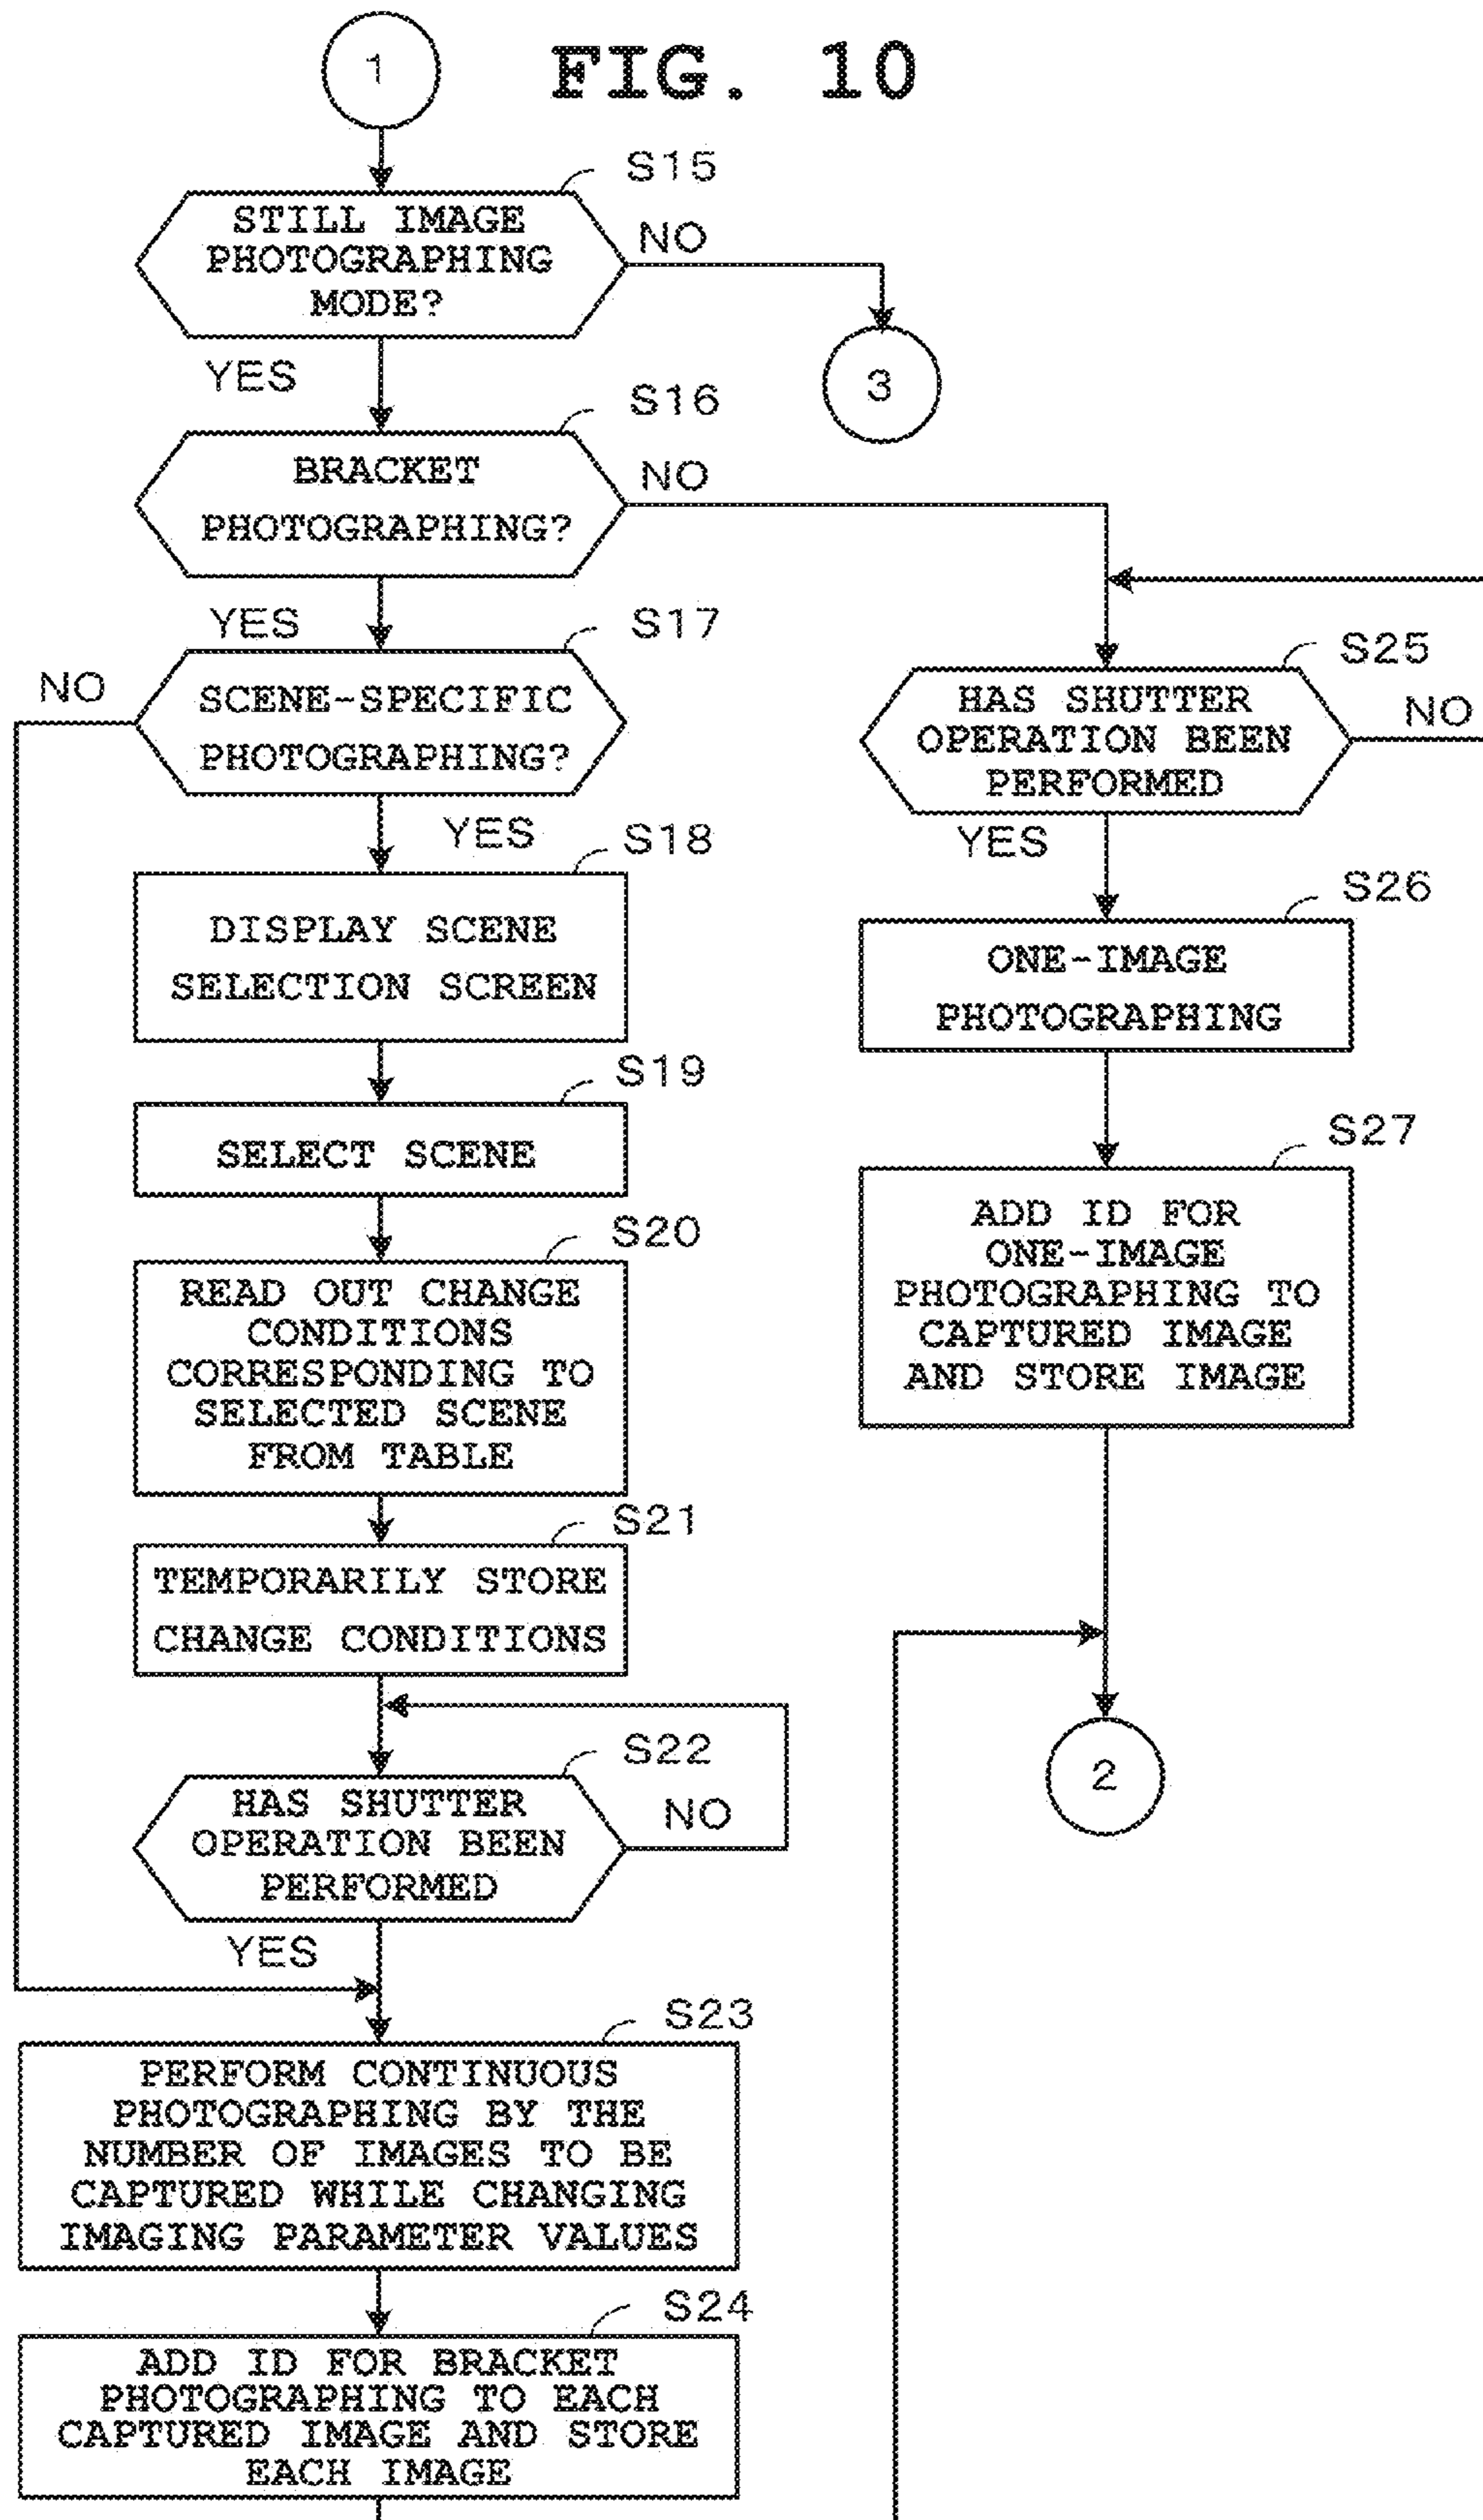 1
FIG. 10
S15
STILL IMAGE
PHOTOGRAPHING
MODE?
NO
3
YES
S16
BRACKET
PHOTOGRAPHING?
NO
YES
S17
NO
SCENE-SPECIFIC
PHOTOGRAPHING?
YES
S18
DISPLAY SCENE
SELECTION SCREEN
S19
SELECT SCENE
S20
READ OUT CHANGE
CONDITIONS
CORRESPONDING TO
SELECTED SCENE
FROM TABLE
S21
TEMPORARILY STORE
CHANGE CONDITIONS
S22
HAS SHUTTER
OPERATION BEEN
PERFORMED
NO
YES
S23
PERFORM CONTINUOUS
PHOTOGRAPHING BY THE
NUMBER OF IMAGES TO BE
CAPTURED WHILE CHANGING
IMAGING PARAMETER VALUES
S24
ADD ID FOR BRACKET
PHOTOGRAPHING TO EACH
CAPTURED IMAGE AND STORE
EACH IMAGE
S25
HAS SHUTTER
OPERATION BEEN
PERFORMED
NO
YES
S26
ONE-IMAGE
PHOTOGRAPHING
S27
ADD ID FOR
ONE-IMAGE
PHOTOGRAPHING TO
CAPTURED IMAGE
AND STORE IMAGE
2